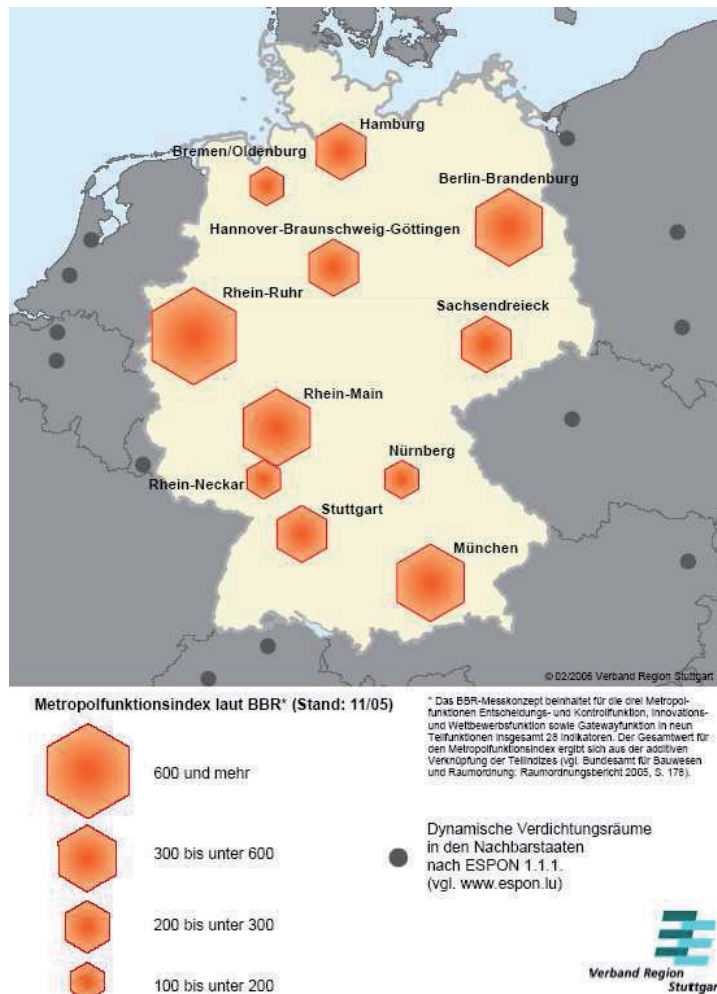 Hamburg
Bremen/Oldenburg
Berlin-Brandenburg
Hannover-Braunschweig-Göttingen
Rhein-Ruhr
Sachsendreieck
Rhein-Main
Nürnberg
Rhein-Neckar
Stuttgart
München
© 02/2006 Verband Region Stuttgart
Metropolfunktionsindex laut BBR* (Stand: 11/05)
600 und mehr
300 bis unter 600
200 bis unter 300
100 bis unter 200
* Das BBR-Messkonzept beinhaltet für die drei Metropol-
funktionen Entscheidungs- und Kontrollfunktion, Innovations-
und Wettbewerbsfunktion sowie Gatewayfunktion in neun
Teilfunktionen insgesamt 28 Indikatoren. Der Gesamtwert für
den Metropolfunktionsindex ergibt sich aus der additiven
Verknüpfung der Teilindizes (vgl. Bundesamt für Bauwesen
und Raumordnung: Raumordnungsbericht 2005, S. 178).
Dynamische Verdichtungsräume
in den Nachbarstaaten
nach ESPON 1.1.1.
(vgl. www.espon.lu)
Verband Region
Stuttgart